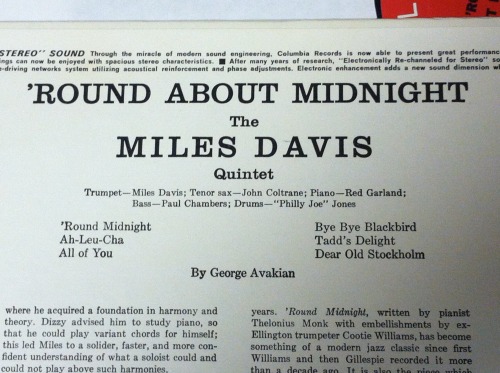 STEREO" SOUND Through the miracle of modern sound engineering, Columbia Records is now able to present great
ings can now be enjoyed with spacious stereo characteristics. ■ After many years of research, "Electronically Re-channeled for Stereo"
-driving networks system utilizing acoustical reinforcement and phase adjustments. Electronic enhancement adds a new sound dimension
'ROUND ABOUT MIDNIGHT
The
MILES DAVIS
Quintet
Trumpet—Miles Davis; Tenor sax—John Coltrane; Piano—Red Garland;
Bass—Paul Chambers; Drums—"Philly Joe" Jones
'Round Midnight
Ah-Leu-Cha
All of You
Bye Bye Blackbird
Tadd's Delight
Dear Old Stockholm
By George Avakian
where he acquired a foundation in harmony and
theory. Dizzy advised him to study piano, so
that he could play variant chords for himself;
this led Miles to a solider, faster, and more con-
fident understanding of what a soloist could and
could not play above such harmonies.
years. 'Round Midnight, written by pianist
Thelonious Monk with embellishments by ex-
Ellington trumpeter Cootie Williams, has become
something of a modern jazz classic since first
Williams and then Gillespie recorded it more
than a decade ago. It is also the piece which